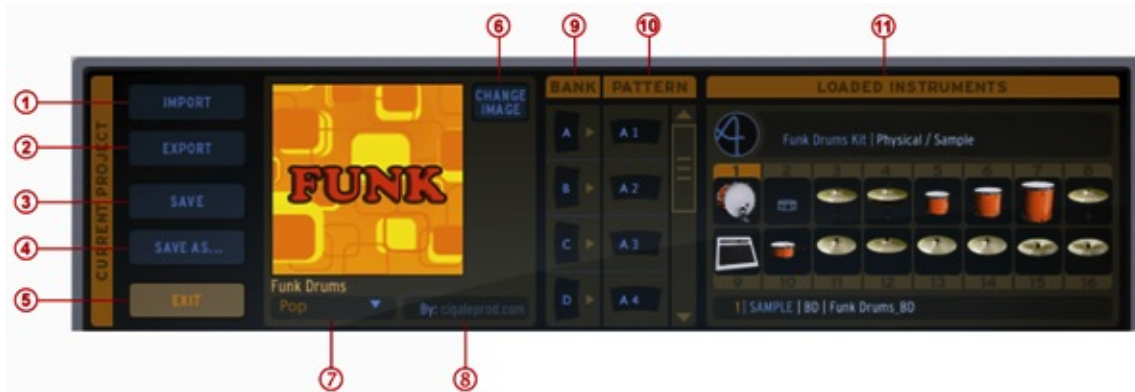 6
9
10
11
1
2
3
4
5
7
8
CURRENT PROJECT
IMPORT
EXPORT
SAVE
SAVE AS...
EXIT
CHANGE
IMAGE
FUNK
Funk Drums
Pop
By: cigaleprod.com
BANK
PATTERN
A
A 1
B
A 2
C
A 3
D
A 4
LOADED INSTRUMENTS
Funk Drums Kit | Physical / Sample
1 2 3 4 5 6 7 8
9 10 11 12 13 14 15 16
1 | SAMPLE | BD | Funk Drums_BD